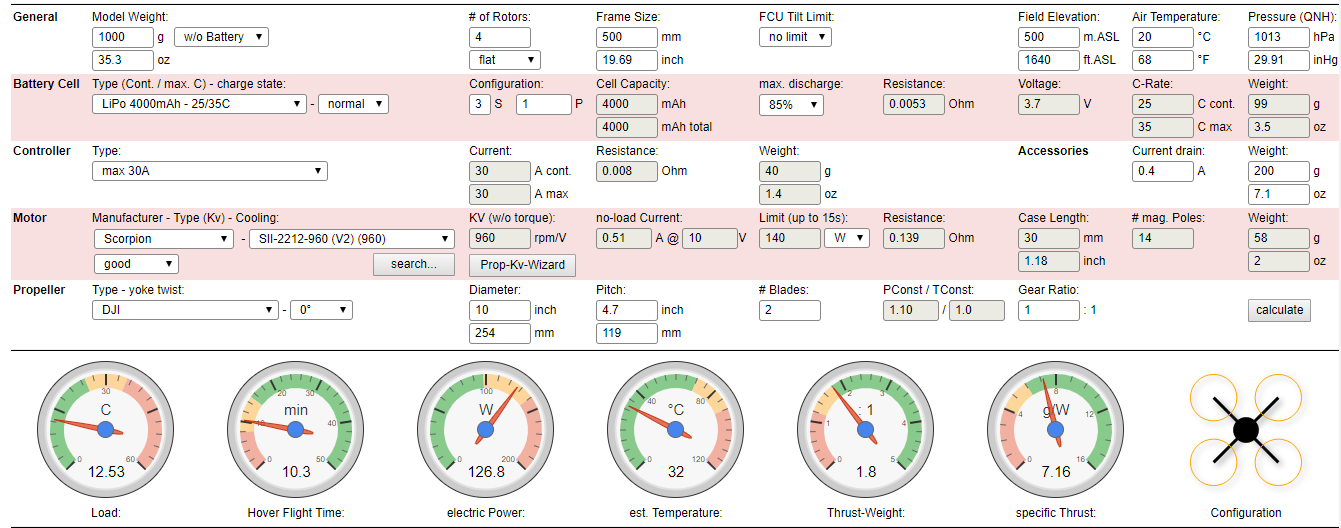 General Model Weight: # of Rotors: Frame Size: FCU Tilt Limit: Field Elevation: Air Temperature: Pressure (QNH):
1000 g w/o Battery 4 500 mm no limit 500 m.ASL 20 °C 1013 hPa
35.3 oz flat 19.69 inch 1640 ft.ASL 68 °F 29.91 inHg
Battery Cell Type (Cont. / max. C) - charge state: Configuration: Cell Capacity: max. discharge: Resistance: Voltage: C-Rate: Weight:
LiPo 4000mAh - 25/35C - normal 3 S 1 P 4000 mAh 85% 0.0053 Ohm 3.7 V 25 C cont. 99 g
4000 mAh total 35 C max 3.5 oz
Controller Type: Current: Resistance: Weight: Accessories Current drain: Weight:
max 30A 30 A cont. 0.008 Ohm 40 g 0.4 A 200 g
30 A max 1.4 oz 7.1 oz
Motor Manufacturer - Type (Kv) - Cooling: KV (w/o torque): no-load Current: Limit (up to 15s): Resistance: Case Length: # mag. Poles: Weight:
Scorpion - SII-2212-960 (V2) (960) 960 rpm/V 0.51 A @ 10 V 140 W 0.139 Ohm 30 mm 14 58 g
good search... Prop-Kv-Wizard 1.18 inch 2 oz
Propeller Type - yoke twist: Diameter: Pitch: # Blades: PConst / TConst: Gear Ratio:
DJI - 0° 10 inch 4.7 inch 2 1.10 / 1.0 1 : 1 calculate
254 mm 119 mm
0 30 60 C 12.53
0 10 20 30 40 50 min 10.3
0 100 200 W 126.8
0 40 80 120 °C 32
0 1 2 3 4 5 : 1 1.8
0 4 8 12 16 g/W 7.16
Load: Hover Flight Time: electric Power: est. Temperature: Thrust-Weight: specific Thrust: Configuration